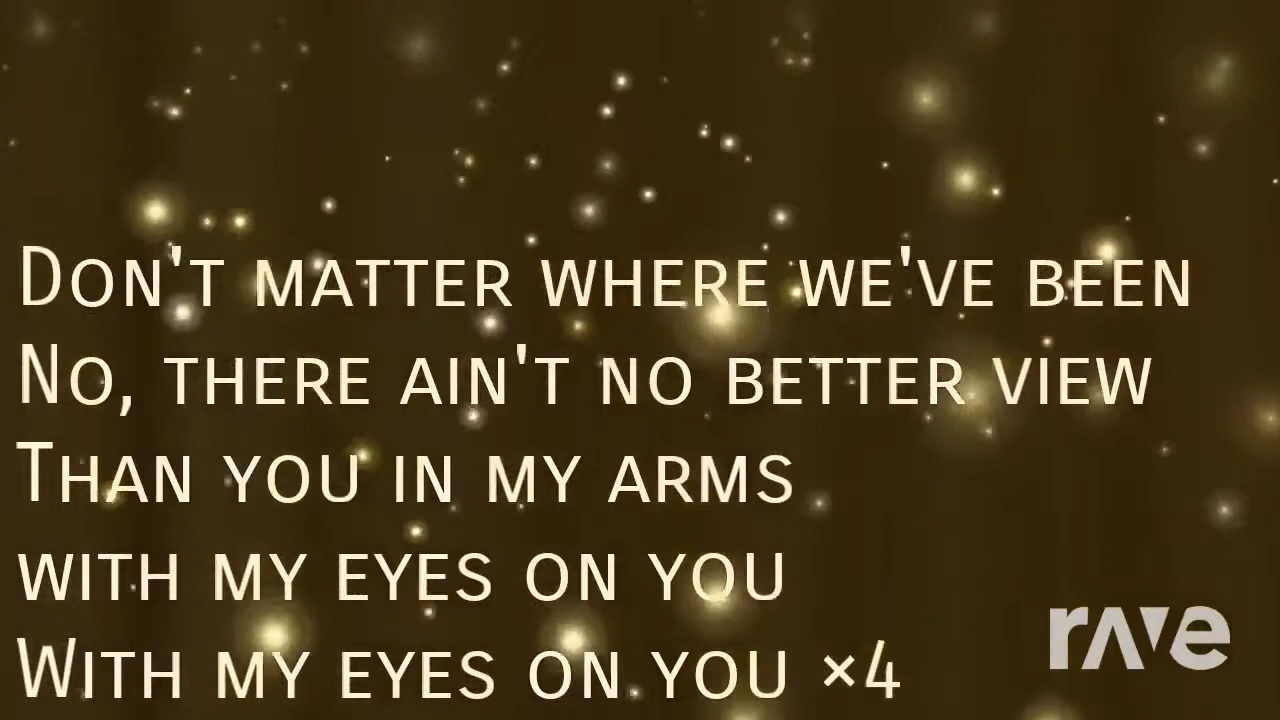 Don't matter where we've been
No, there ain't no better view
Than you in my arms
with my eyes on you
With my eyes on you ×4
rave